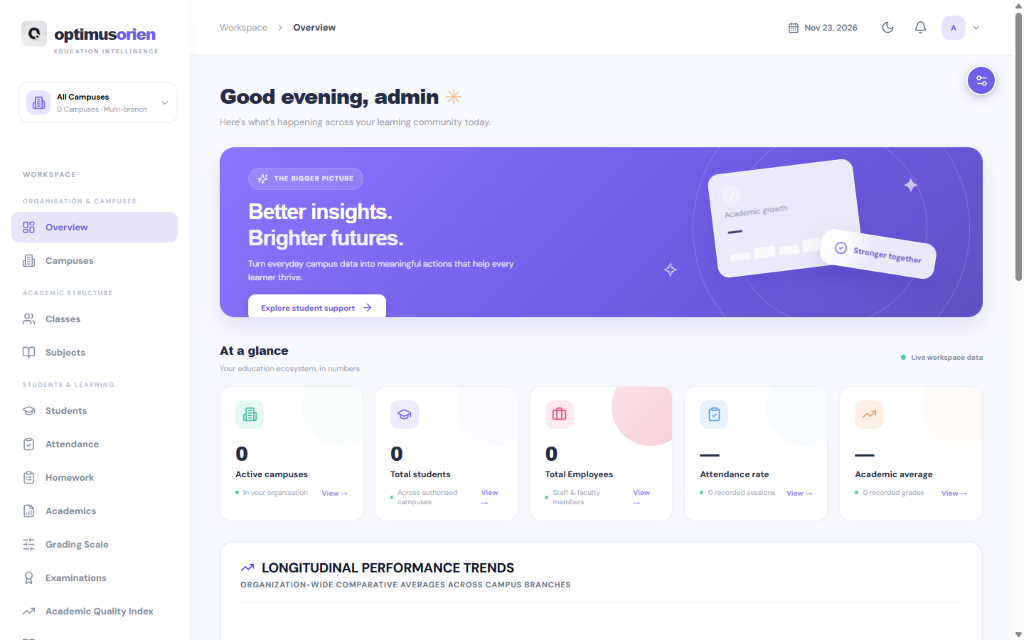 optimusorien
EDUCATION INTELLIGENCE
All Campuses
0 Campuses · Multi-branch
WORKSPACE
ORGANISATION & CAMPUSES
Overview
Campuses
ACADEMIC STRUCTURE
Classes
Subjects
STUDENTS & LEARNING
Students
Attendance
Homework
Academics
Grading Scale
Examinations
Academic Quality Index
Workspace > Overview
Nov 23, 2026
A
Good evening, admin
Here's what's happening across your learning community today.
THE BIGGER PICTURE
Better insights.
Brighter futures.
Turn everyday campus data into meaningful actions that help every
learner thrive.
Explore student support →
Academic growth
—
Stronger together
At a glance
Your education ecosystem, in numbers
Live workspace data
0
Active campuses
In your organisation
View →
0
Total students
Across authorised
campuses
View
→
0
Total Employees
Staff & faculty
members
View
→
—
Attendance rate
0 recorded sessions
View →
—
Academic average
0 recorded grades
View →
LONGITUDINAL PERFORMANCE TRENDS
ORGANIZATION-WIDE COMPARATIVE AVERAGES ACROSS CAMPUS BRANCHES